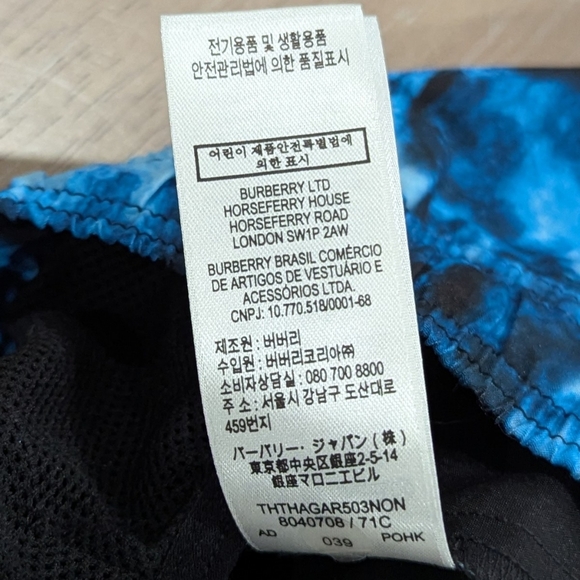 전기용품 및 생활용품
안전관리법에 의한 품질표시
어린이 제품안전특별법에
의한 표시
BURBERRY LTD
HORSEFERRY HOUSE
HORSEFERRY ROAD
LONDON SW1P 2AW
BURBERRY BRASIL COMÉRCIO
DE ARTIGOS DE VESTUÁRIO E
ACESSÓRIOS LTDA.
CNPJ: 10.770.518/0001-68
제조원 : 버버리
수입원 : 버버리코리아㈜
소비자상담실 : 080 700 8800
주 소 : 서울시 강남구 도산대로
459번지
バーバリー・ジャパン(株)
東京都中央区銀座2-5-14
銀座マロニエビル
THTHAGAR503NON
8040708 / 71C
AD 039 POHK